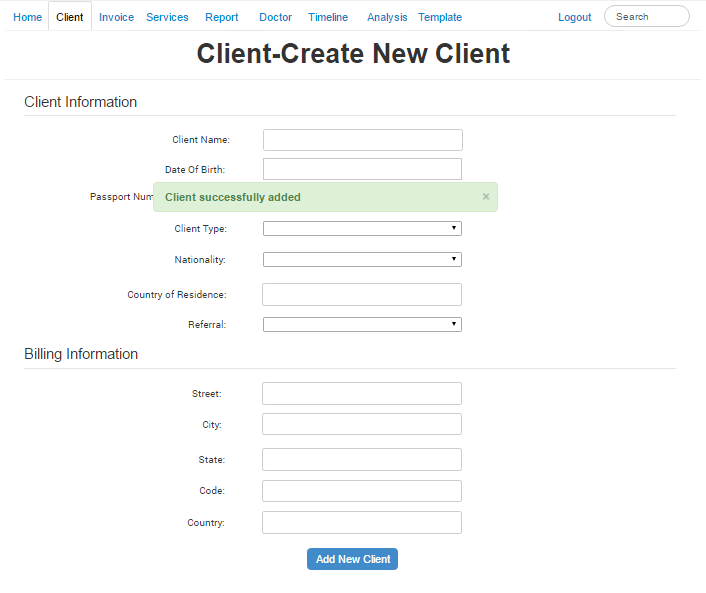 Home Client Invoice Services Report Doctor Timeline Analysis Template Logout Search
Client-Create New Client
Client Information
Client Name:
Date Of Birth:
Passport Num
Client successfully added ×
Client Type:
Nationality:
Country of Residence:
Referral:
Billing Information
Street:
City:
State:
Code:
Country:
Add New Client